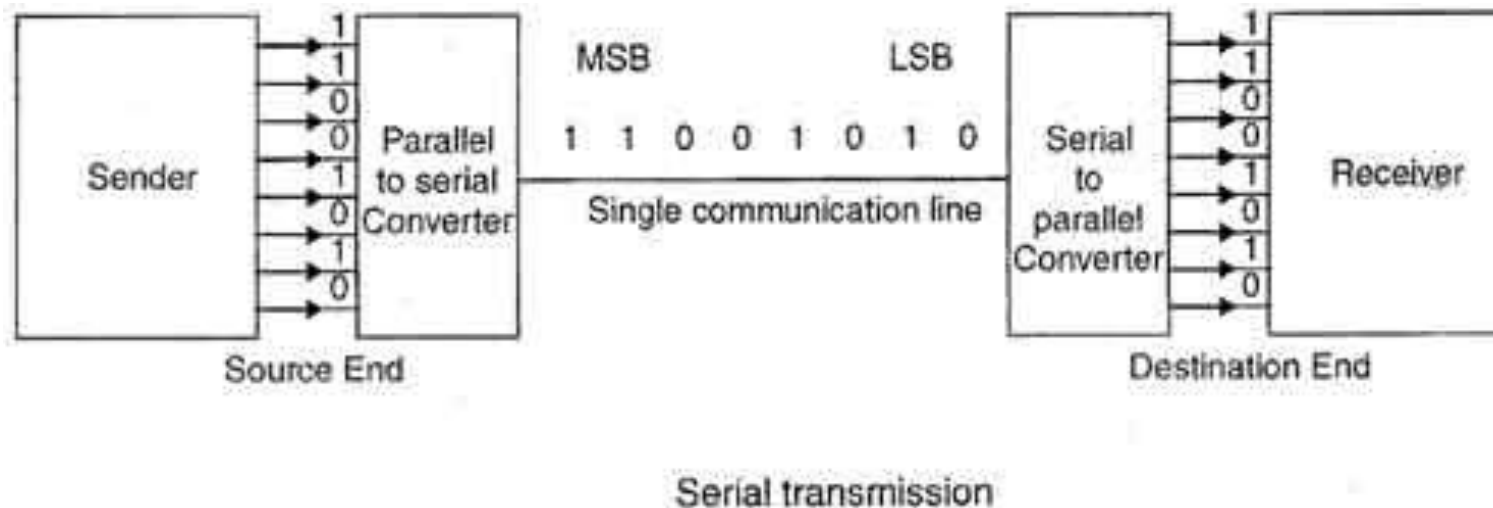 Sender
1
1
0
0
1
0
1
0
Parallel
to serial
Converter
MSB LSB
1 1 0 0 1 0 1 0
Single communication line
Serial
to
parallel
Converter
1
1
0
0
1
0
1
0
Receiver
Source End
Destination End
Serial transmission